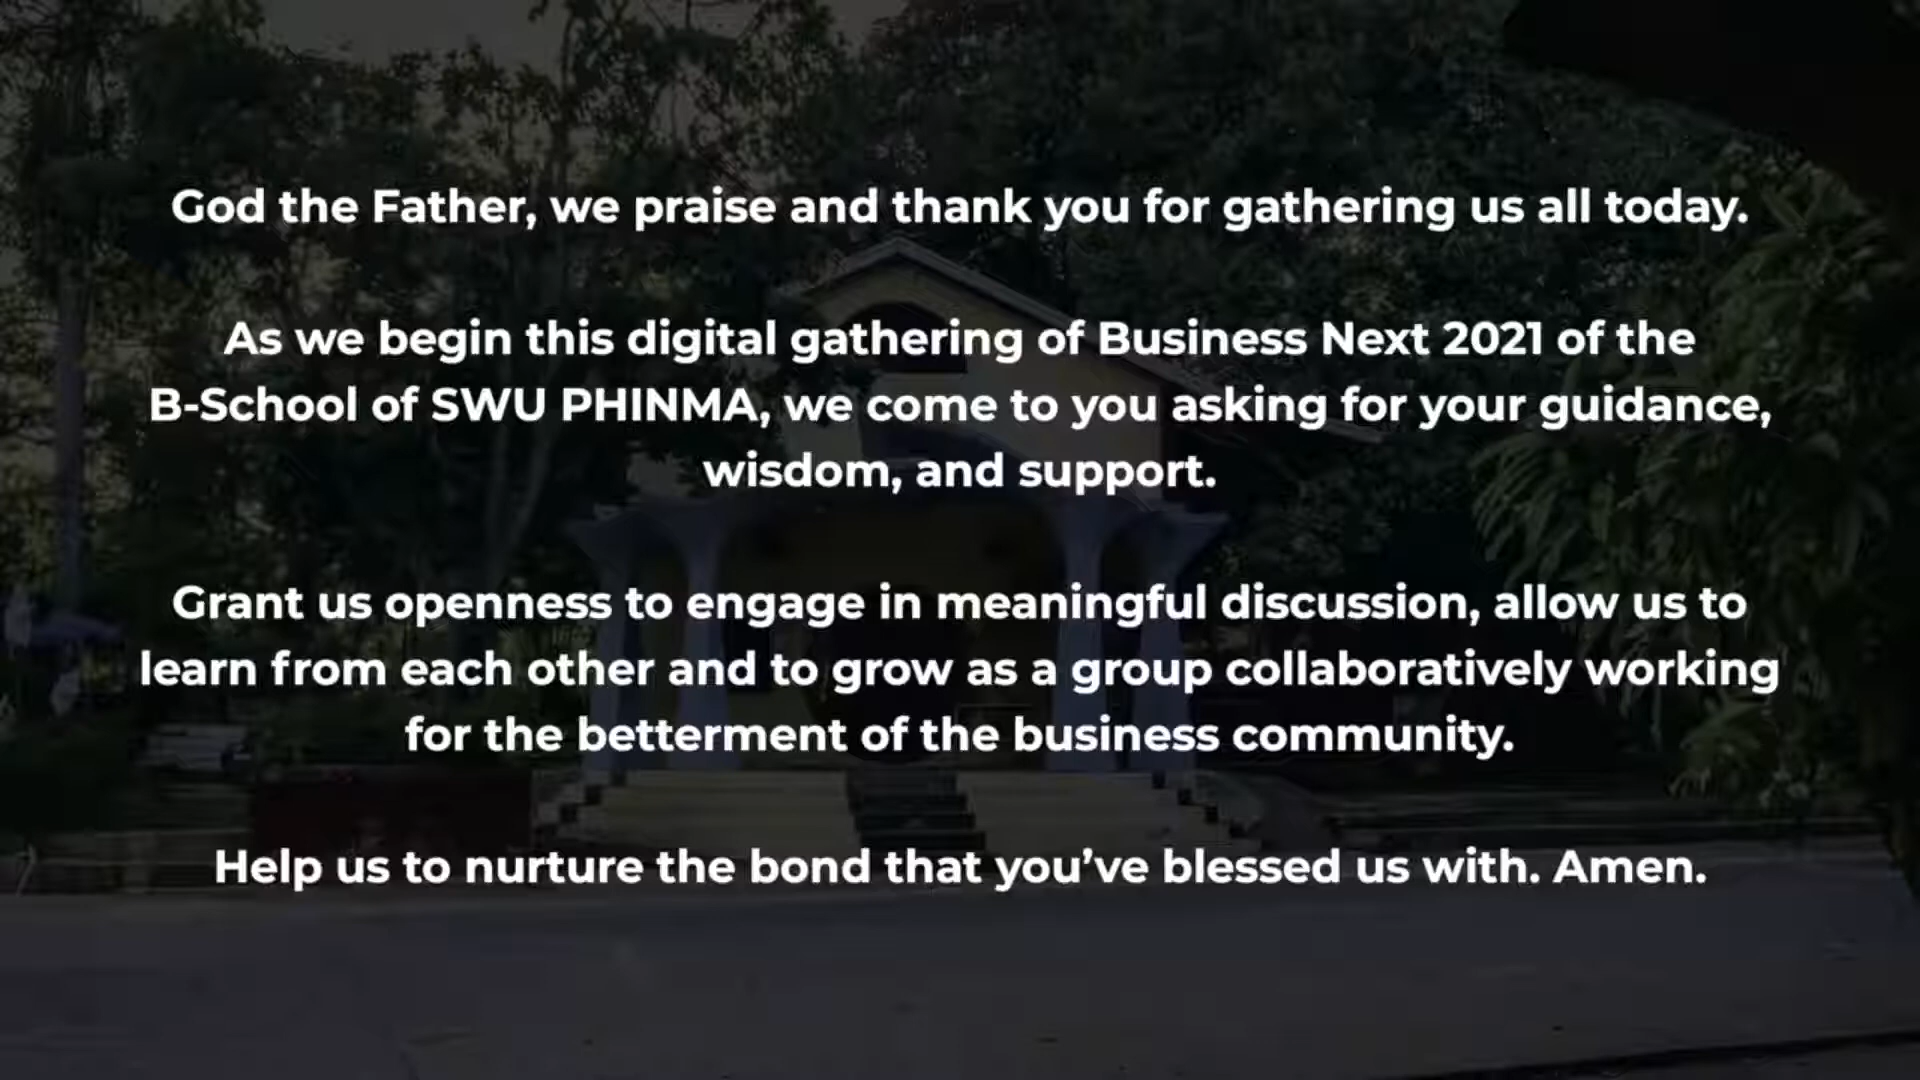 God the Father, we praise and thank you for gathering us all today.
As we begin this digital gathering of Business Next 2021 of the
B-School of SWU PHINMA, we come to you asking for your guidance,
wisdom, and support.
Grant us openness to engage in meaningful discussion, allow us to
learn from each other and to grow as a group collaboratively working
for the betterment of the business community.
Help us to nurture the bond that you’ve blessed us with. Amen.